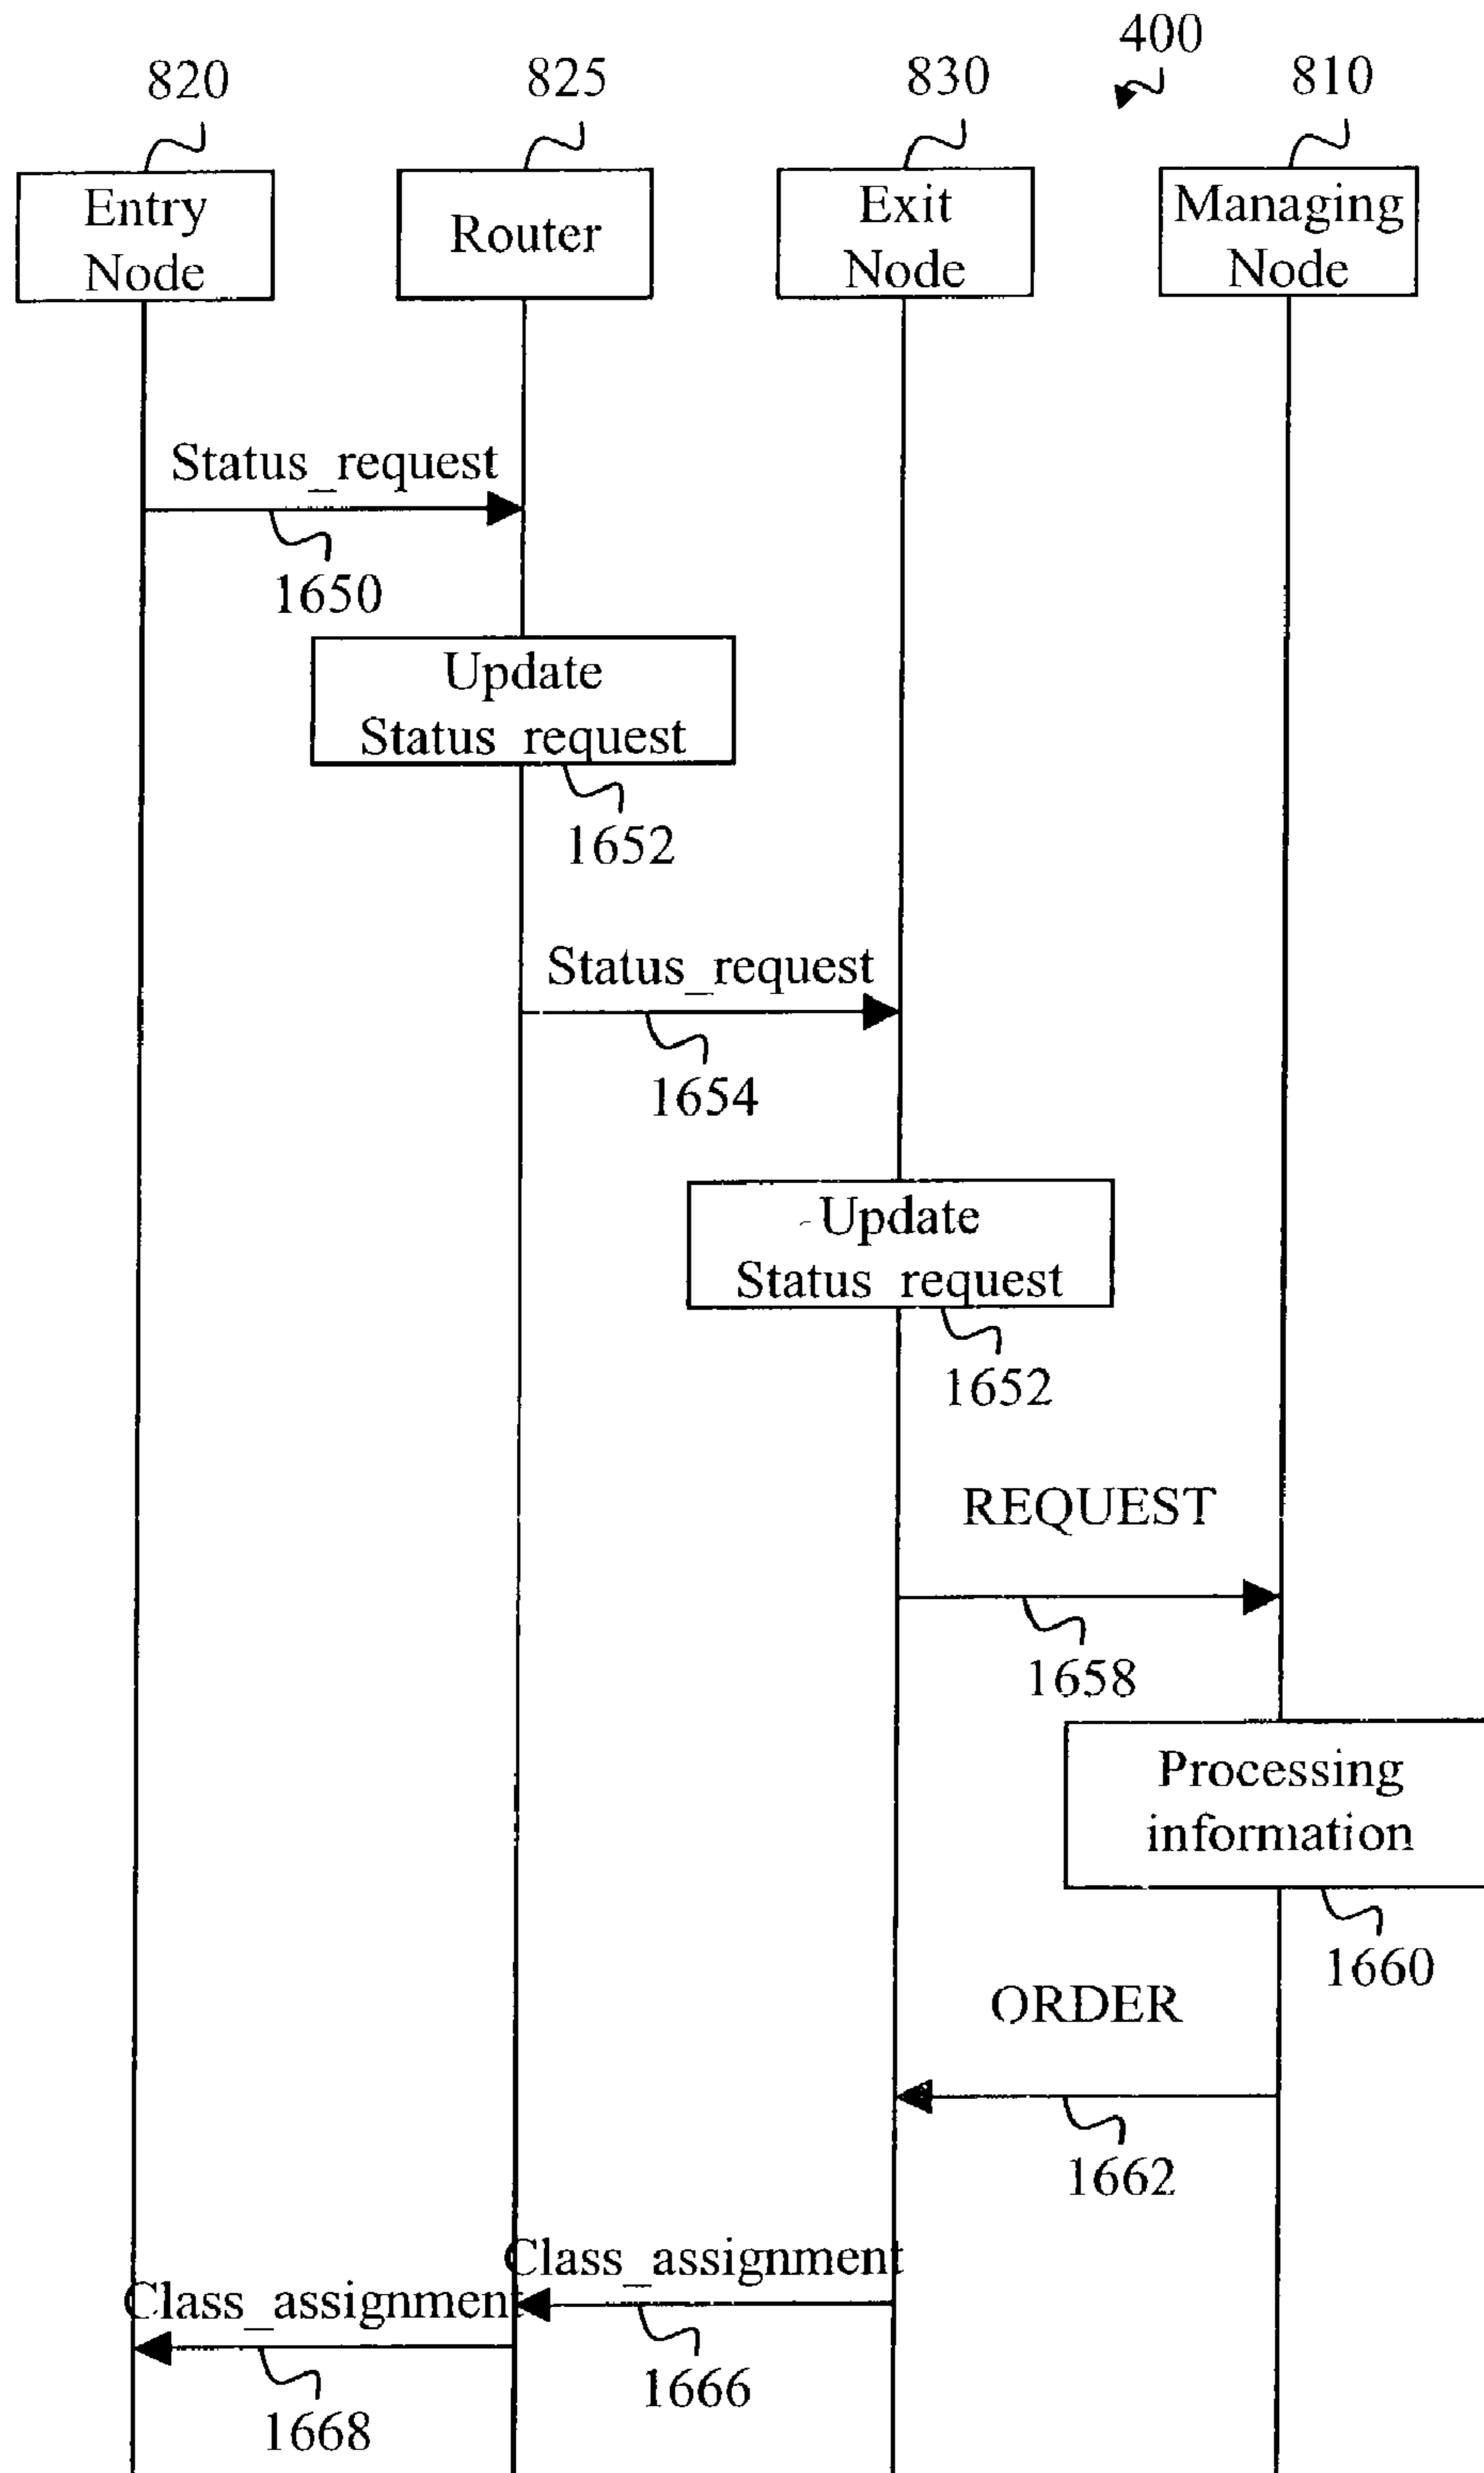 400
820
825
830
810
Entry
Node
Router
Exit
Node
Managing
Node
Status_request
1650
Update
Status_request
1652
Status_request
1654
Update
Status_request
1652
REQUEST
1658
Processing
information
1660
ORDER
1662
Class_assignment
Class_assignment
1666
1668